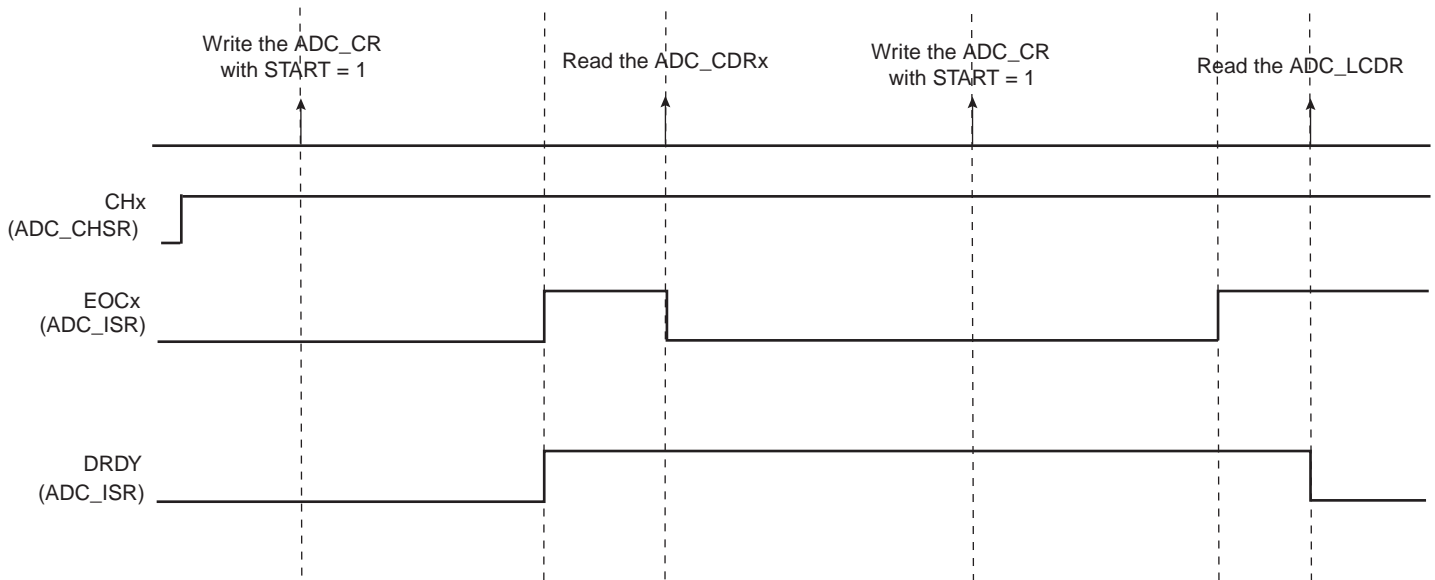 Write the ADC_CR
with START = 1
Read the ADC_CDRx
Write the ADC_CR
with START = 1
Read the ADC_LCDR
CHx
(ADC_CHSR)
EOCx
(ADC_ISR)
DRDY
(ADC_ISR)